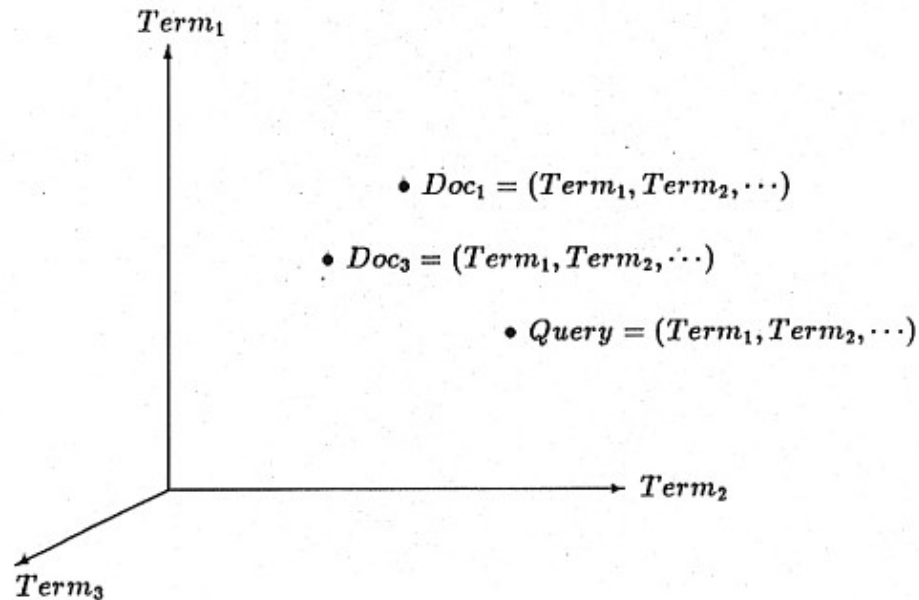 Term₁
• Doc₁ = (Term₁, Term₂, ⋯)
• Doc₃ = (Term₁, Term₂, ⋯)
• Query = (Term₁, Term₂, ⋯)
Term₂
Term₃